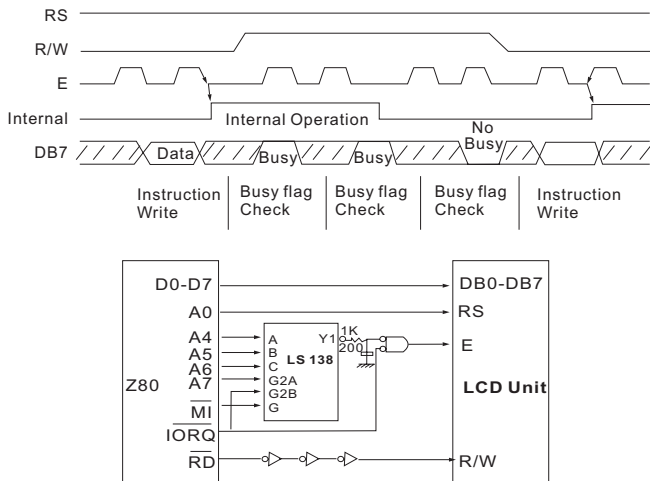 RS
R/W
E
Internal
Internal Operation
No
Busy
DB7
Data
Busy
Busy
Instruction
Write
Busy flag
Check
Busy flag
Check
Busy flag
Check
Instruction
Write
D0-D7
DB0-DB7
A0
RS
A4
A5
A6
A7
Z80
MI
IORQ
RD
A
B
C
G2A
G2B
G
LS 138
Y1
1K
200
E
LCD Unit
R/W